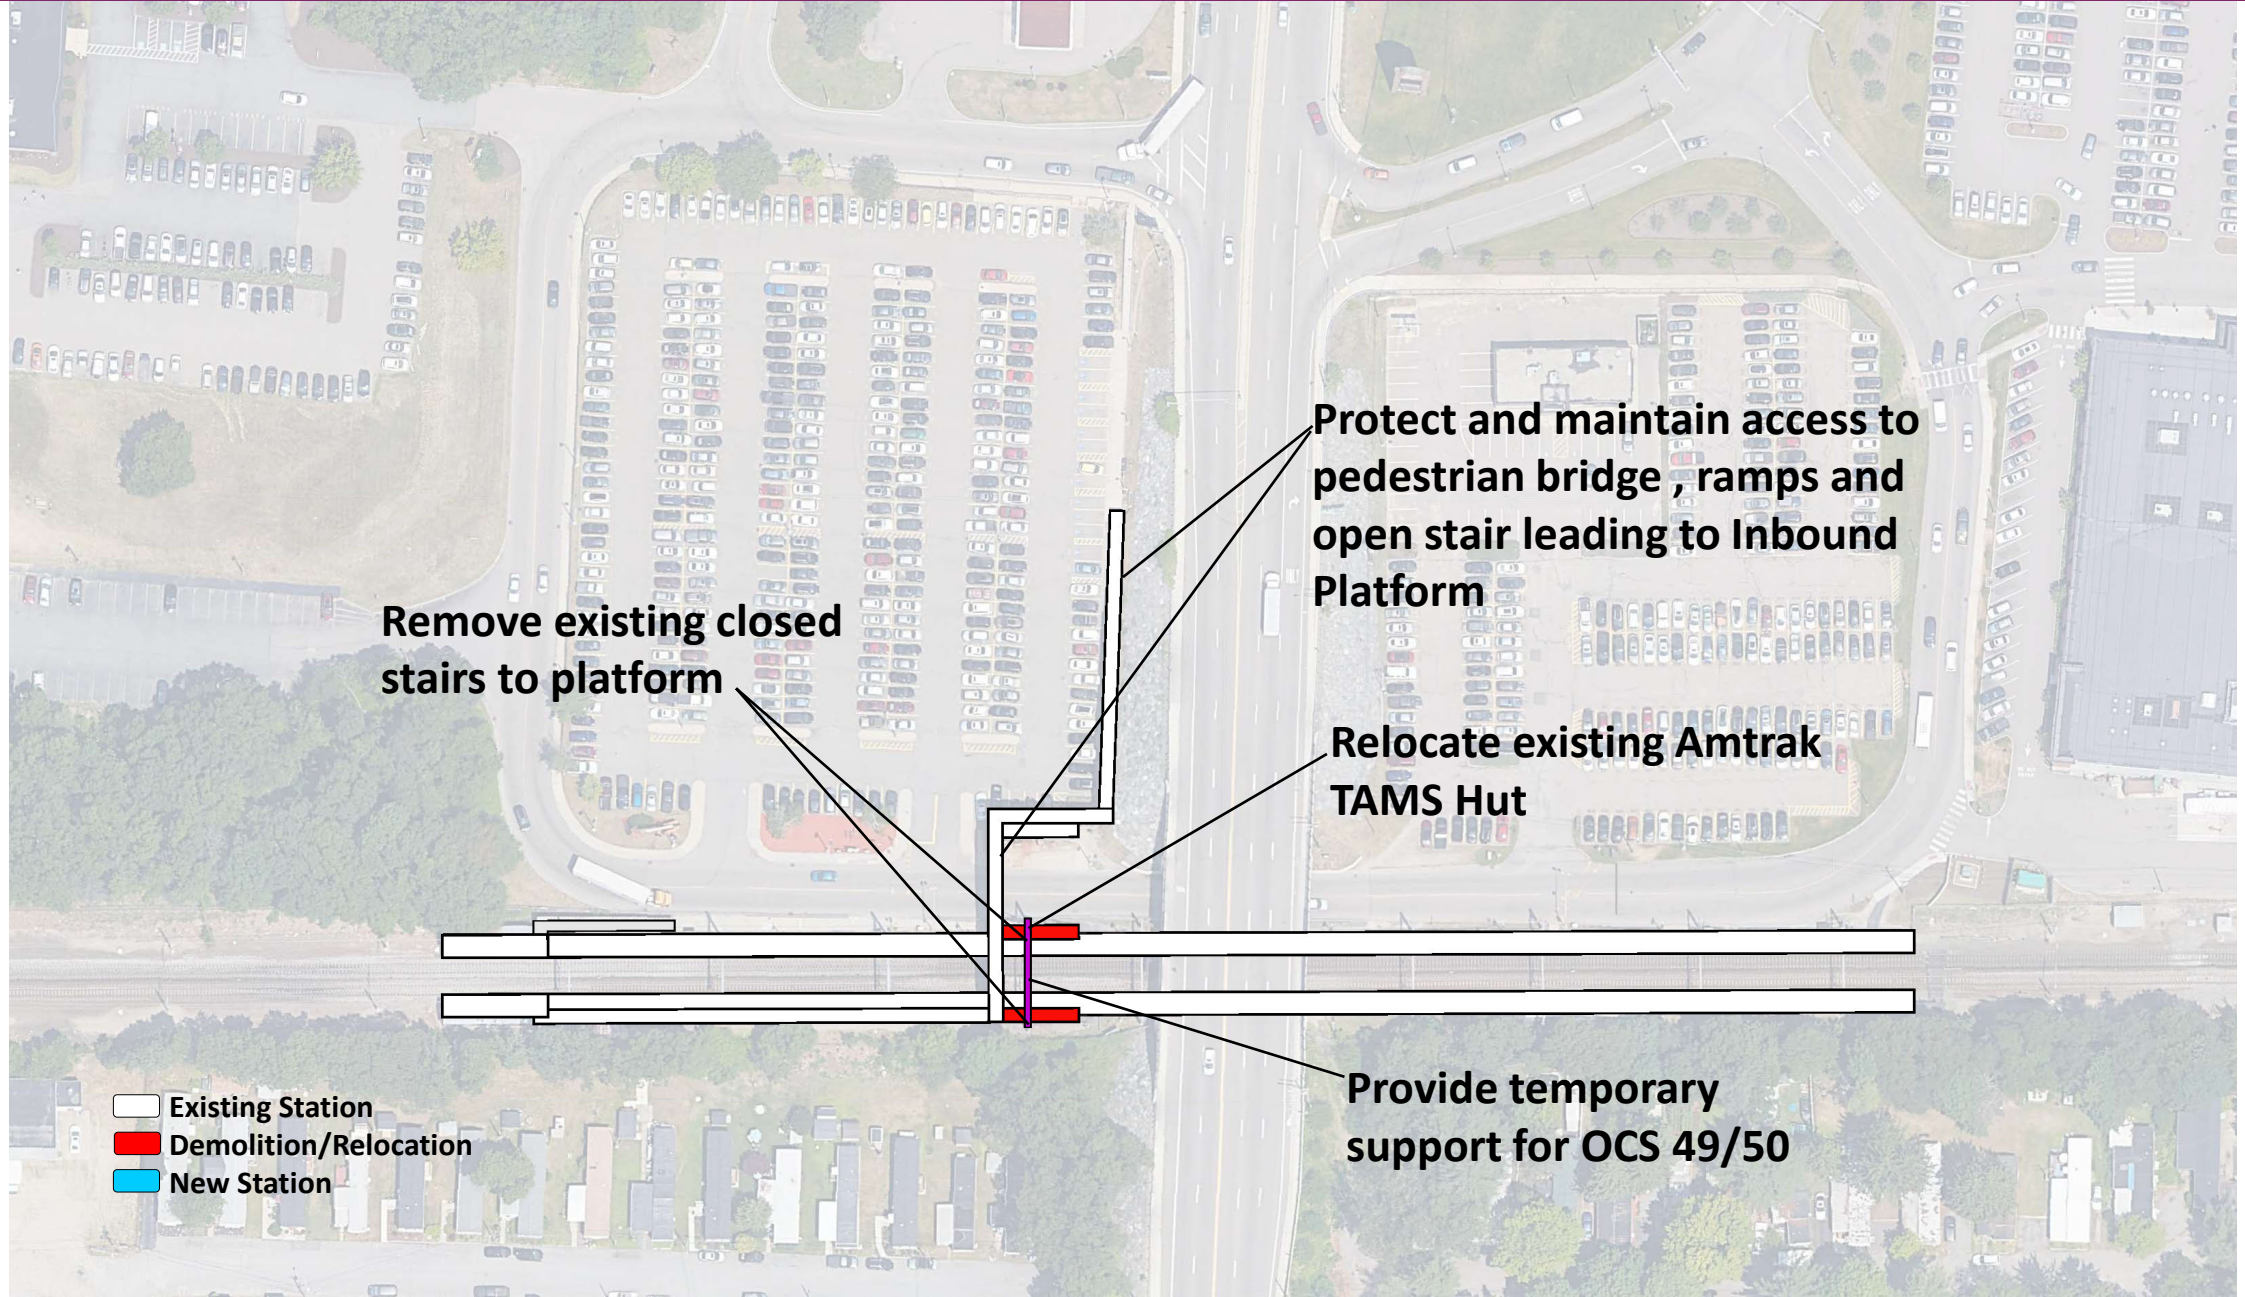 Protect and maintain access to
pedestrian bridge , ramps and
open stair leading to Inbound
Platform
Remove existing closed
stairs to platform
Relocate existing Amtrak
TAMS Hut
Provide temporary
support for OCS 49/50
Existing Station
Demolition/Relocation
New Station